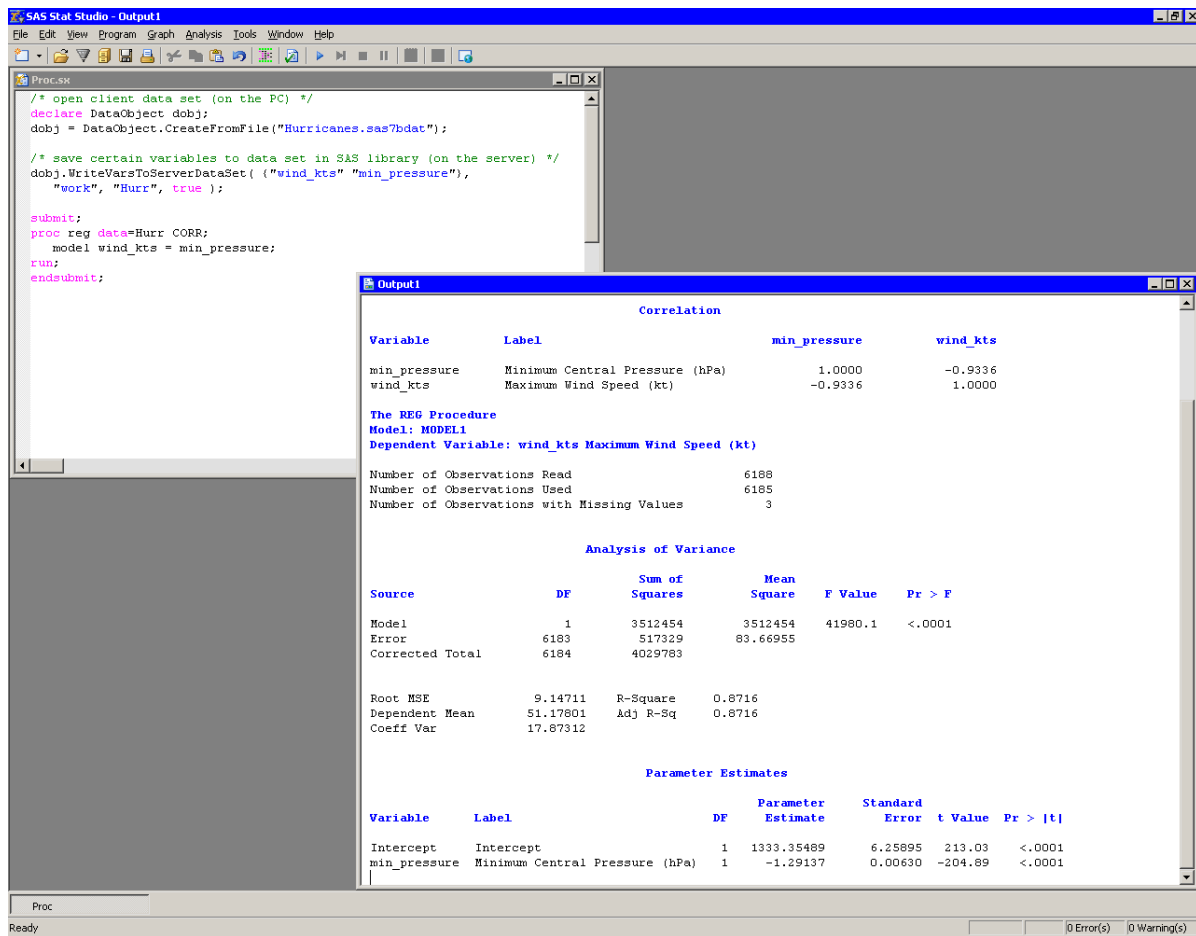 SAS Stat Studio - Output1
File Edit View Program Graph Analysis Tools Window Help
Proc.sx
/* open client data set (on the PC) */
declare DataObject dobj;
dobj = DataObject.CreateFromFile("Hurricanes.sas7bdat");
/* save certain variables to data set in SAS library (on the server) */
dobj.WriteVarsToServerDataSet( {"wind_kts" "min_pressure"},
"work", "Hurr", true );
submit;
proc reg data=Hurr CORR;
model wind_kts = min_pressure;
run;
endsubmit;
Output1
Correlation
Variable Label min_pressure wind_kts
min_pressure Minimum Central Pressure (hPa) 1.0000 -0.9336
wind_kts Maximum Wind Speed (kt) -0.9336 1.0000
The REG Procedure
Model: MODEL1
Dependent Variable: wind_kts Maximum Wind Speed (kt)
Number of Observations Read 6188
Number of Observations Used 6185
Number of Observations with Missing Values 3
Analysis of Variance
Sum of Mean
Source DF Squares Square F Value Pr > F
Model 1 3512454 3512454 41980.1 <.0001
Error 6183 517329 83.66955
Corrected Total 6184 4029783
Root MSE 9.14711 R-Square 0.8716
Dependent Mean 51.17801 Adj R-Sq 0.8716
Coeff Var 17.87312
Parameter Estimates
Parameter Standard
Variable Label DF Estimate Error t Value Pr > |t|
Intercept Intercept 1 1333.35489 6.25895 213.03 <.0001
min_pressure Minimum Central Pressure (hPa) 1 -1.29137 0.00630 -204.89 <.0001
Proc
Ready 0 Error(s) 0 Warning(s)